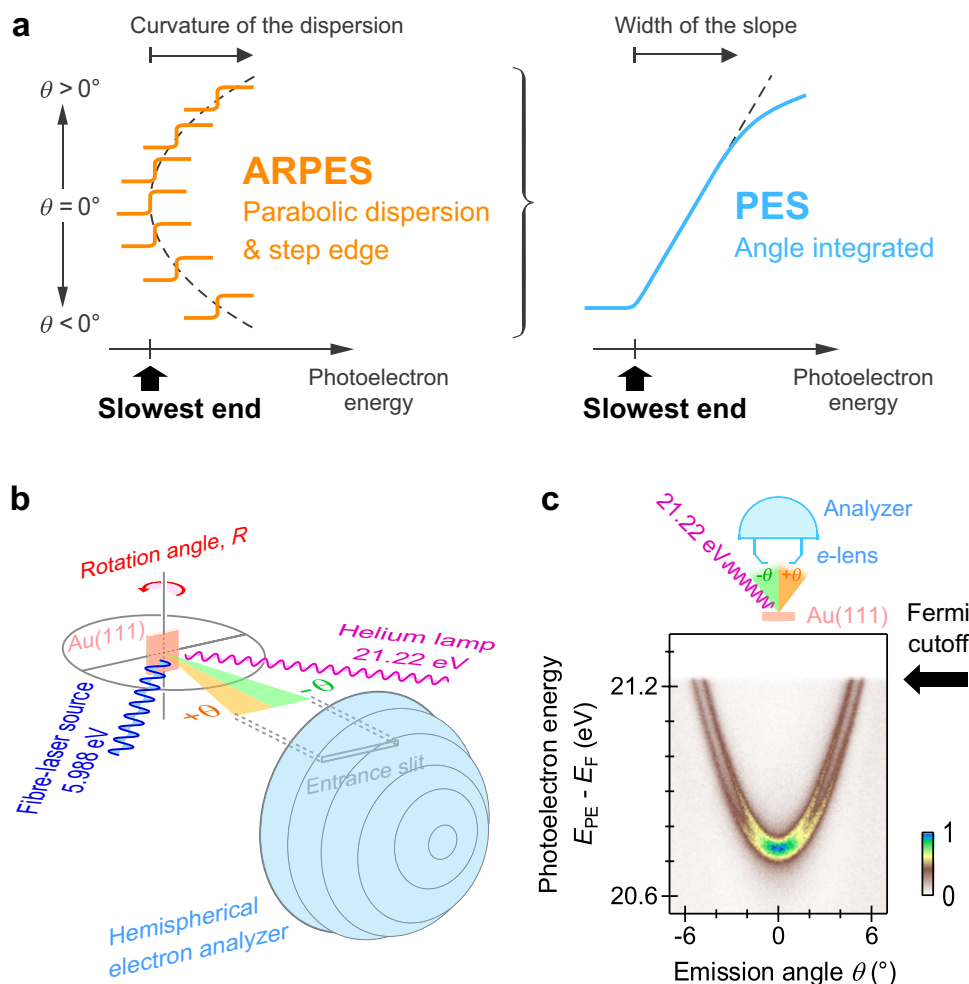 a
Curvature of the dispersion
θ > 0°
θ = 0°
θ < 0°
ARPES
Parabolic dispersion
& step edge
Photoelectron
energy
Slowest end
Width of the slope
PES
Angle integrated
Photoelectron
energy
Slowest end
b
Rotation angle, R
Au(111)
Helium lamp
21.22 eV
-θ
+θ
Fibre-laser source
5.988 eV
Entrance slit
Hemispherical
electron analyzer
c
21.22 eV
Analyzer
e-lens
-θ
+θ
Au(111)
Fermi
cutoff
Photoelectron energy
EPE - EF (eV)
21.2
20.6
1
0
-6
0
6
Emission angle θ (°)